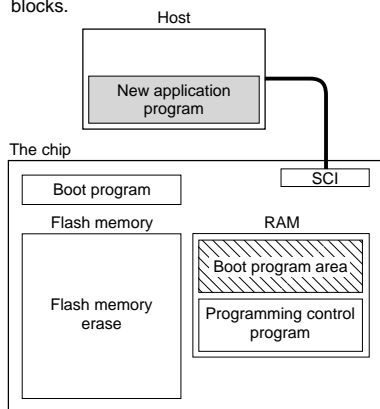 blocks.
Host
New application
program
The chip
SCI
Boot program
Flash memory
RAM
Boot program area
Flash memory
erase
Programming control
program